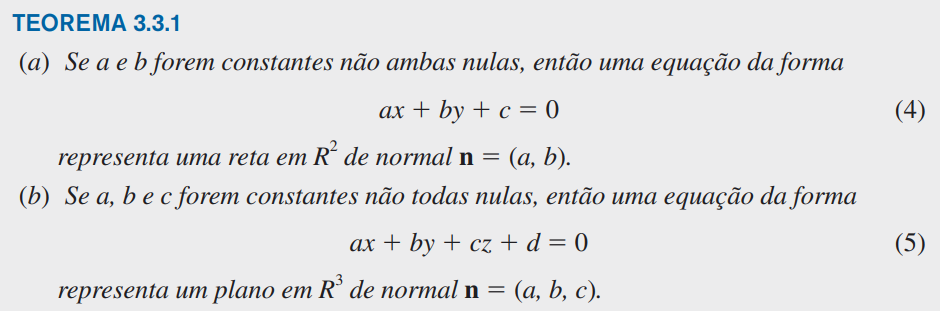 TEOREMA 3.3.1
(a) Se a e b forem constantes não ambas nulas, então uma equação da forma
ax + by + c = 0 (4)
representa uma reta em R² de normal n = (a, b).
(b) Se a, b e c forem constantes não todas nulas, então uma equação da forma
ax + by + cz + d = 0 (5)
representa um plano em R³ de normal n = (a, b, c).